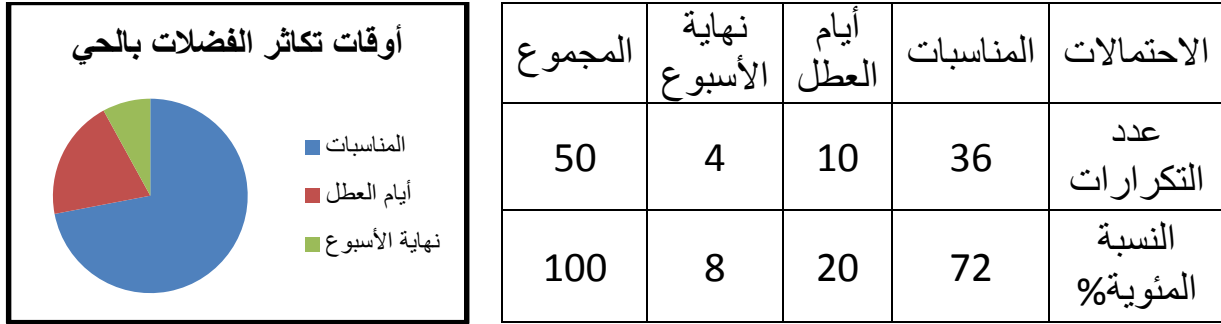 أوقات تكاثر الفضلات بالحي
المناسبات
أيام العطل
نهاية الأسبوع
الاحتمالات المناسبات أيام العطل نهاية الأسبوع المجموع
عدد التكرارات 36 10 4 50
النسبة المئوية% 72 20 8 100